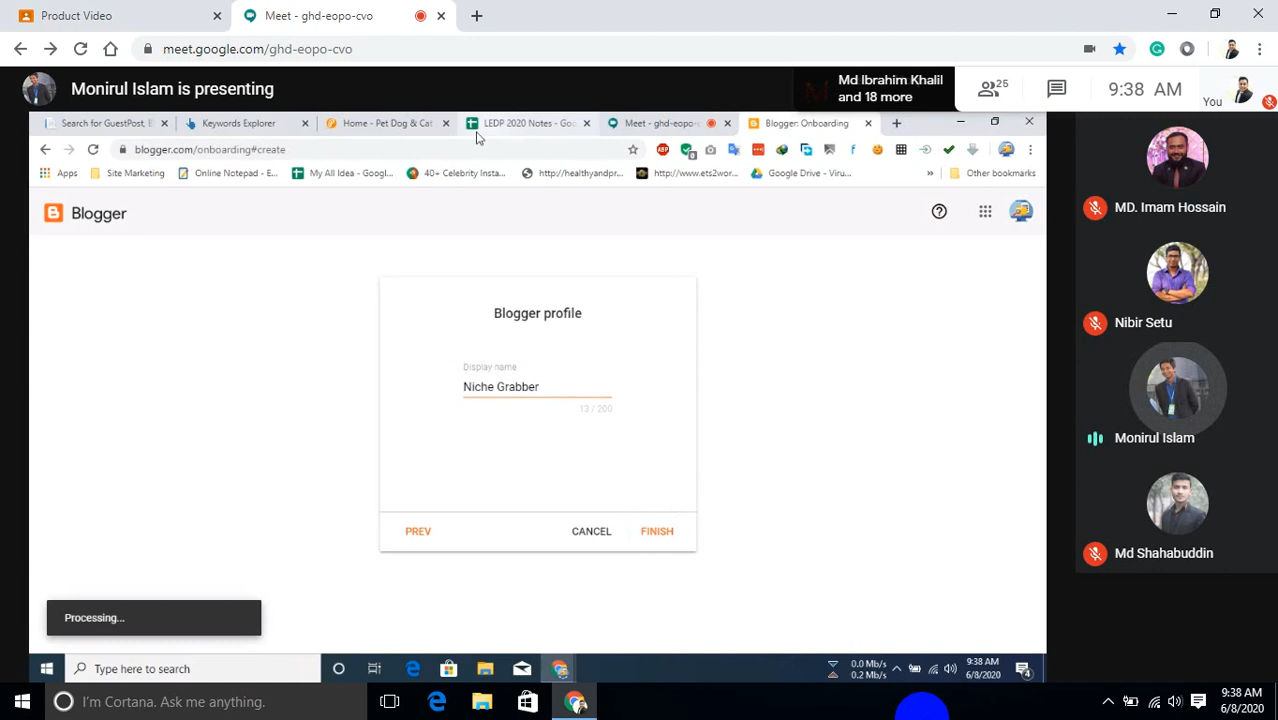 Product Video
Meet - ghd-eopo-cvo
meet.google.com/ghd-eopo-cvo
Monirul Islam is presenting
Md Ibrahim Khalil
and 18 more
25
9:38 AM
You
Search for GuestPost, B
Keywords Explorer
Home - Pet Dog & Cat
LEDP 2020 Notes - Goo
Meet - ghd-eopo-
Blogger: Onboarding
blogger.com/onboarding#create
ABP
0
Apps
Site Marketing
Online Notepad - E...
My All Idea - Googl...
40+ Celebrity Insta...
http://healthyandpr...
http://www.ets2wor...
Google Drive - Viru...
»
Other bookmarks
Blogger
Blogger profile
Display name
Niche Grabber
13 / 200
PREV
CANCEL
FINISH
Processing...
MD. Imam Hossain
Nibir Setu
Monirul Islam
Md Shahabuddin
Type here to search
0.0 Mb/s
0.2 Mb/s
9:38 AM
6/8/2020
4
I'm Cortana. Ask me anything.
9:38 AM
6/8/2020